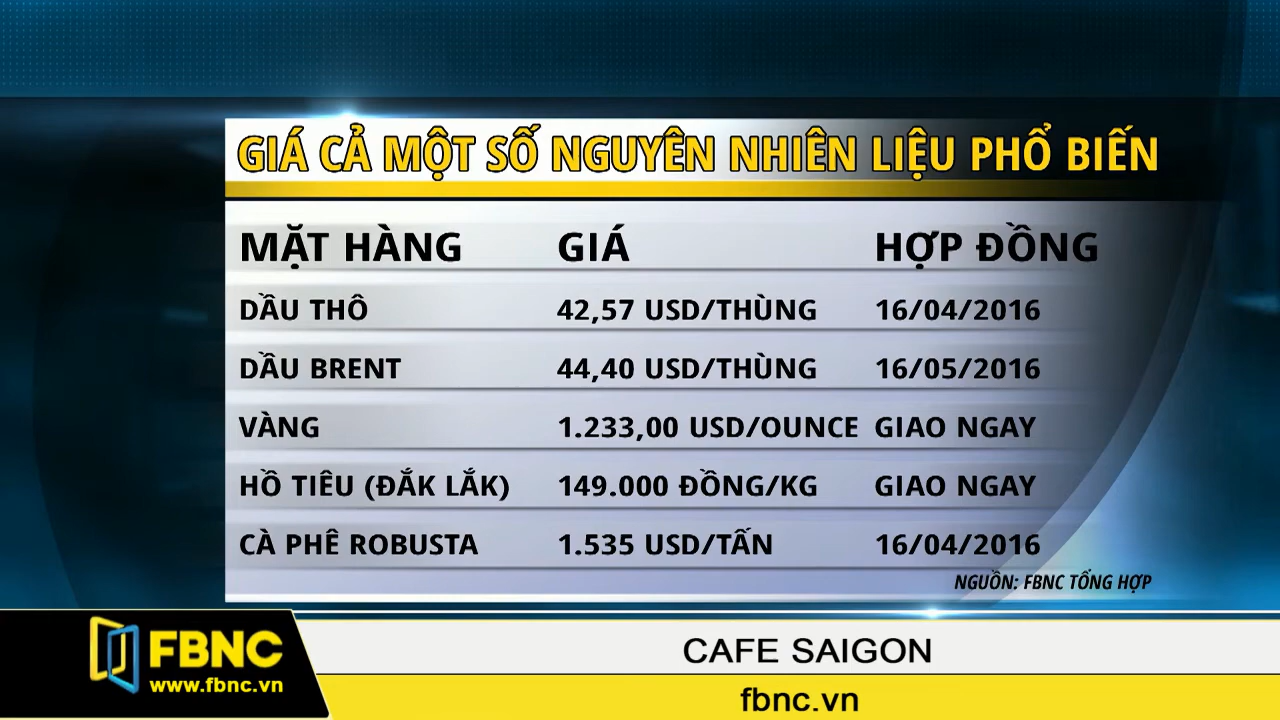 GIÁ CẢ MỘT SỐ NGUYÊN NHIÊN LIỆU PHỔ BIẾN
MẶT HÀNG GIÁ HỢP ĐỒNG
DẦU THÔ 42,57 USD/THÙNG 16/04/2016
DẦU BRENT 44,40 USD/THÙNG 16/05/2016
VÀNG 1.233,00 USD/OUNCE GIAO NGAY
HỒ TIÊU (ĐẮK LẮK) 149.000 ĐỒNG/KG GIAO NGAY
CÀ PHÊ ROBUSTA 1.535 USD/TẤN 16/04/2016
NGUỒN: FBNC TỔNG HỢP
FBNC
www.fbnc.vn
CAFE SAIGON
fbnc.vn